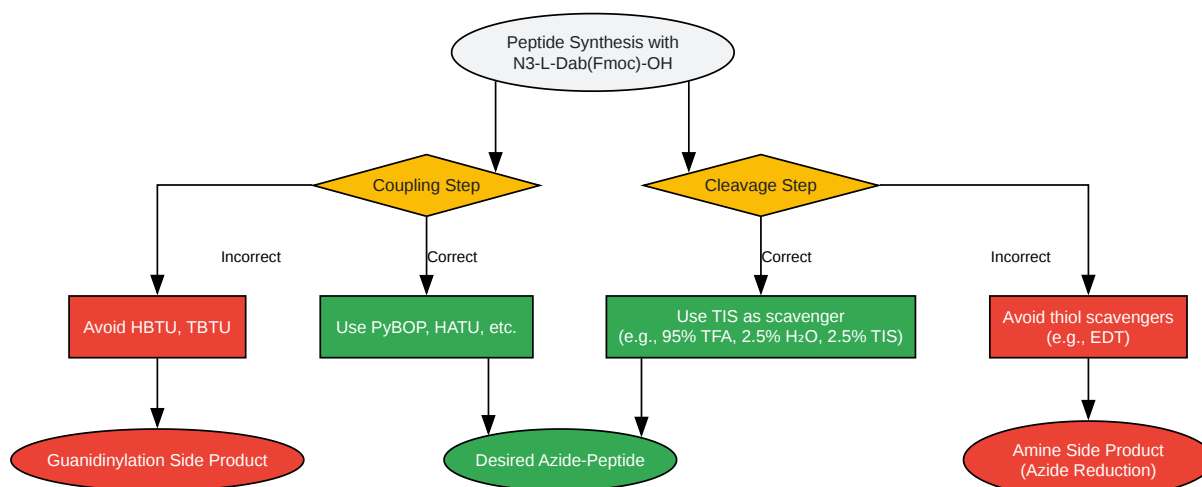 Peptide Synthesis with
N3-L-Dab(Fmoc)-OH
Coupling Step
Cleavage Step
Incorrect
Correct
Correct
Incorrect
Avoid HBTU, TBTU
Use PyBOP, HATU, etc.
Use TIS as scavenger
(e.g., 95% TFA, 2.5% H₂O, 2.5% TIS)
Avoid thiol scavengers
(e.g., EDT)
Guanidinylation Side Product
Desired Azide-Peptide
Amine Side Product
(Azide Reduction)